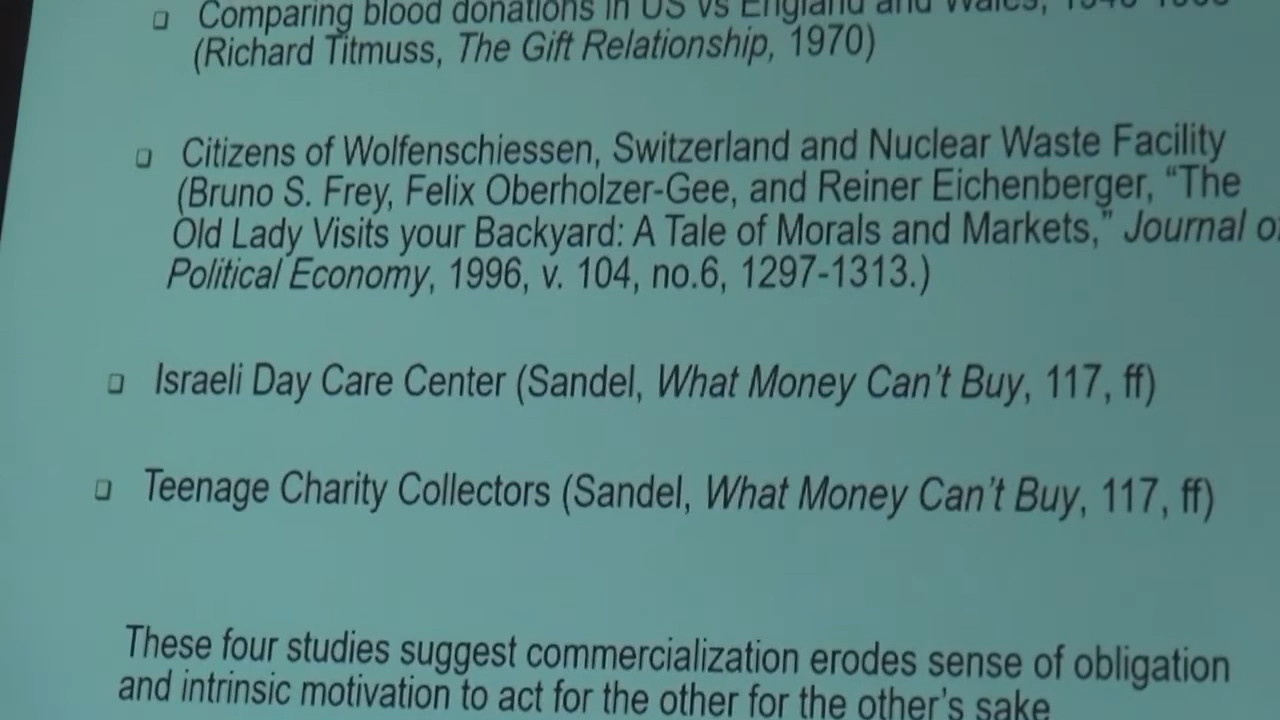 Comparing blood donations in US vs England and Wales,
(Richard Titmuss, The Gift Relationship, 1970)
Citizens of Wolfenschiessen, Switzerland and Nuclear Waste Facility
(Bruno S. Frey, Felix Oberholzer-Gee, and Reiner Eichenberger, “The
Old Lady Visits your Backyard: A Tale of Morals and Markets,” Journal
Political Economy, 1996, v. 104, no.6, 1297-1313.)
Israeli Day Care Center (Sandel, What Money Can’t Buy, 117, ff)
Teenage Charity Collectors (Sandel, What Money Can’t Buy, 117, ff)
These four studies suggest commercialization erodes sense of obligation
and intrinsic motivation to act for the other for the other’s sake